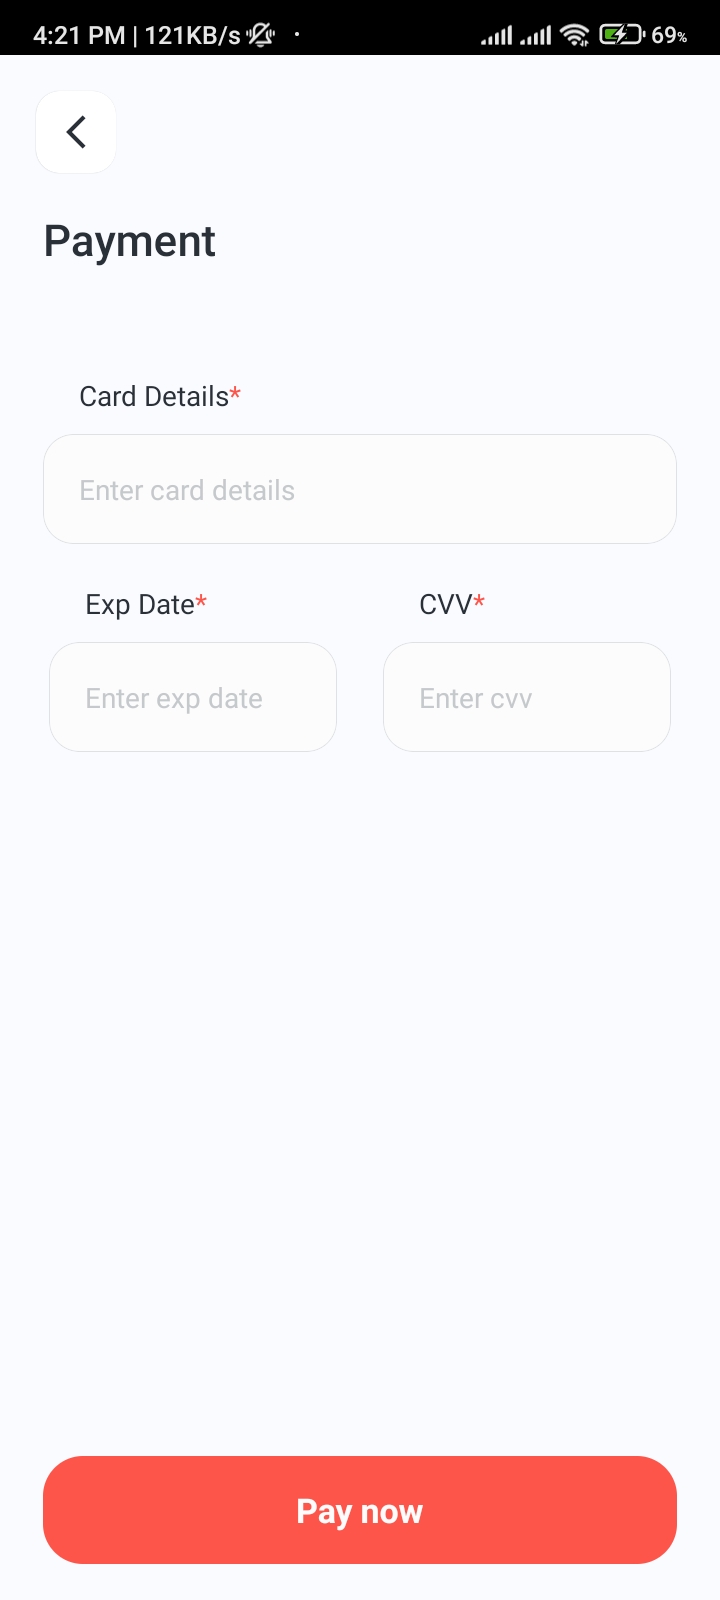 4:21 PM | 121KB/s 69%
Payment
Card Details*
Enter card details
Exp Date* CVV*
Enter exp date Enter cvv
Pay now